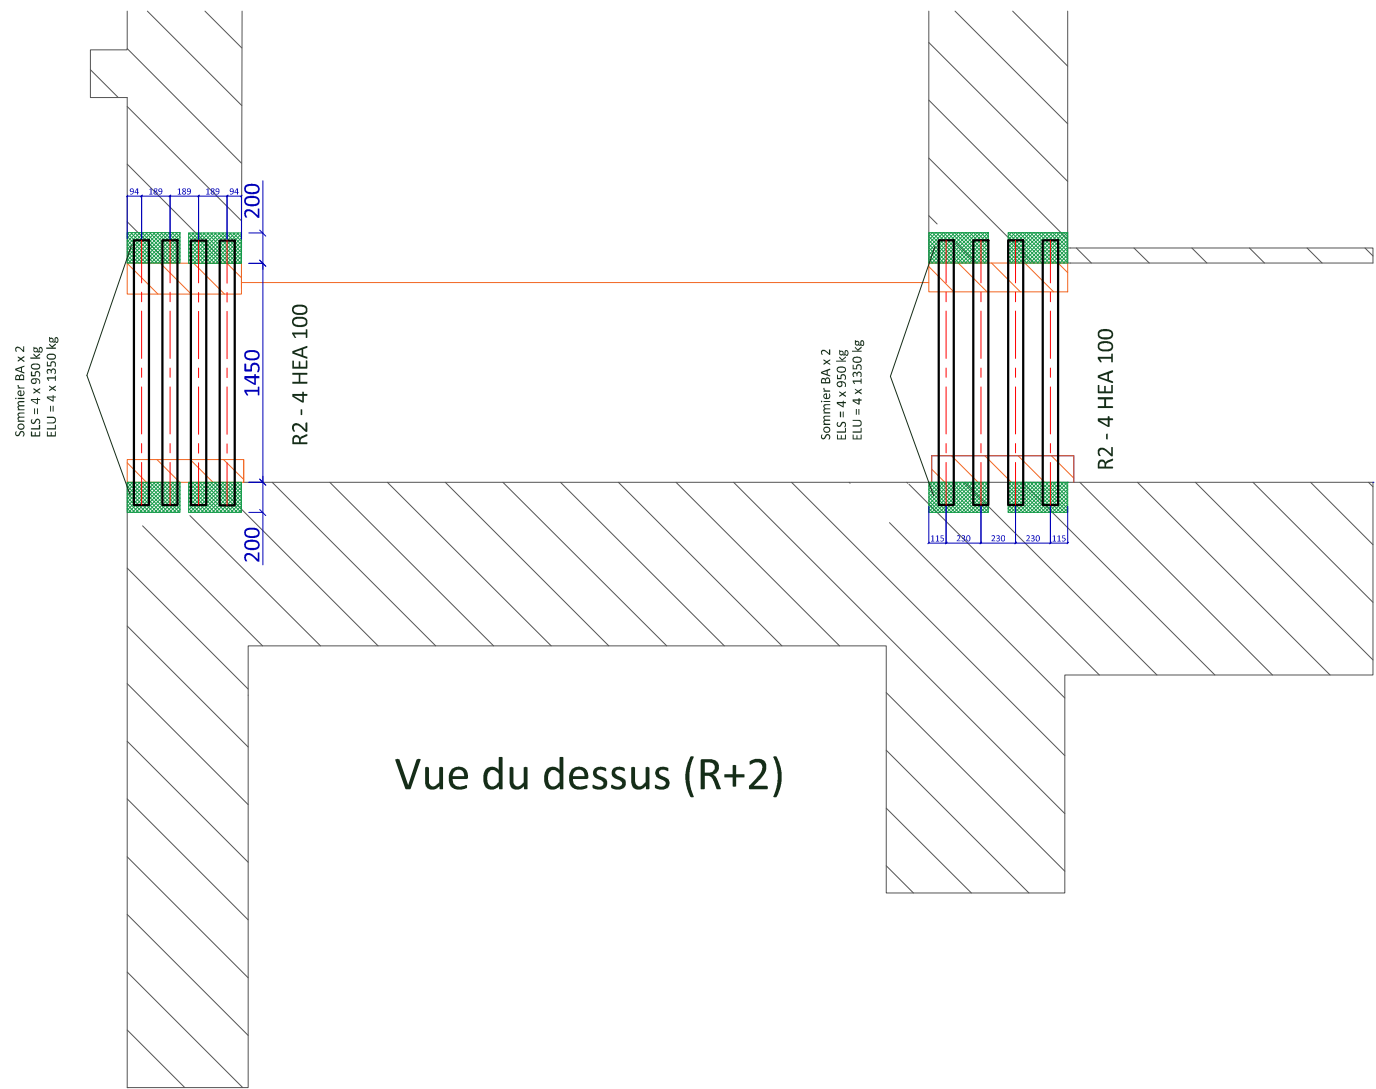 94
189
189
189
94
200
1450
200
R2 - 4 HEA 100
Sommier BA x 2
ELS = 4 x 950 kg
ELU = 4 x 1350 kg
Sommier BA x 2
ELS = 4 x 950 kg
ELU = 4 x 1350 kg
R2 - 4 HEA 100
115
230
230
230
115
Vue du dessus (R+2)